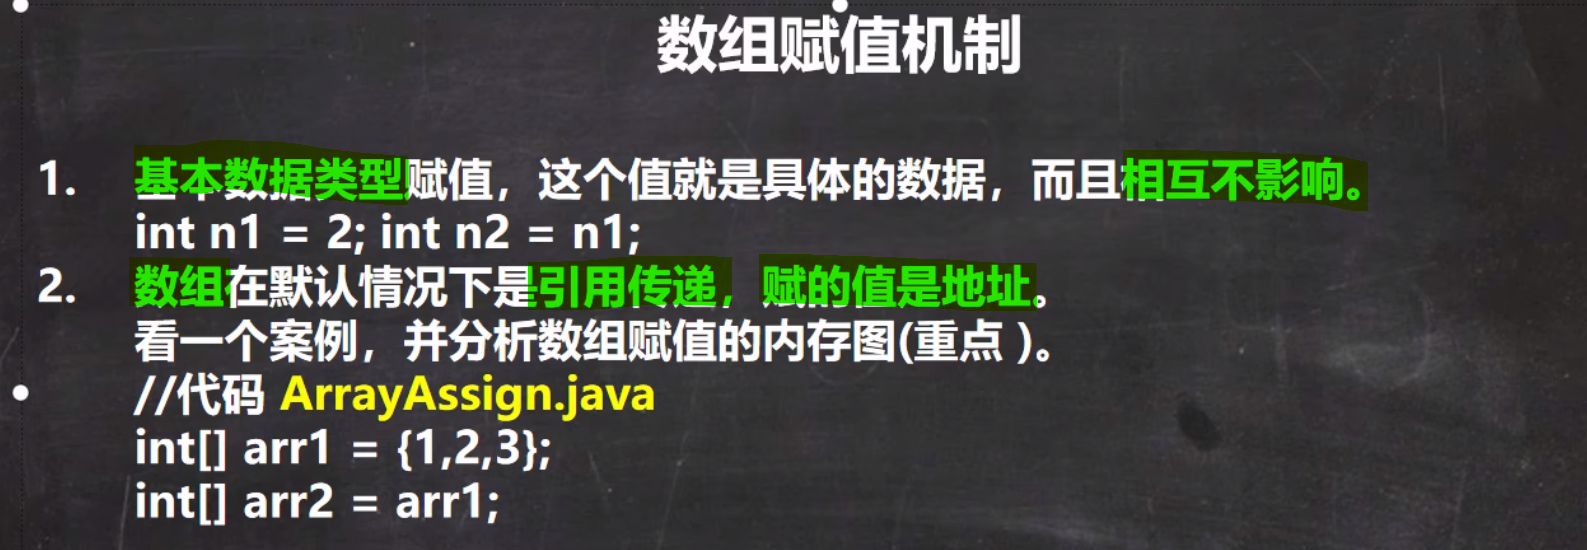 数组赋值机制
1. 基本数据类型赋值，这个值就是具体的数据，而且相互不影响。
int n1 = 2; int n2 = n1;
2. 数组在默认情况下是引用传递，赋的值是地址。
看一个案例，并分析数组赋值的内存图(重点 )。
//代码 ArrayAssign.java
int[] arr1 = {1,2,3};
int[] arr2 = arr1;